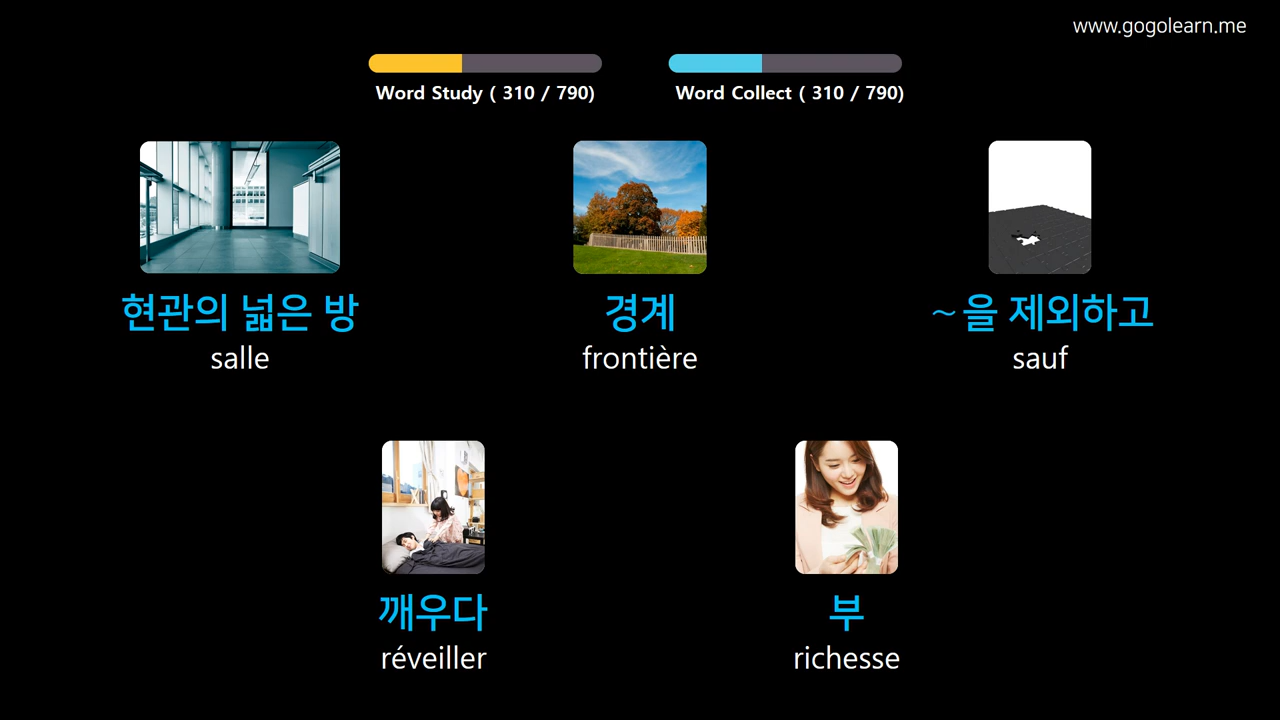 www.gogolearn.me
Word Study ( 310 / 790)
Word Collect ( 310 / 790)
현관의 넓은 방
salle
경계
frontière
~을 제외하고
sauf
깨우다
réveiller
부
richesse